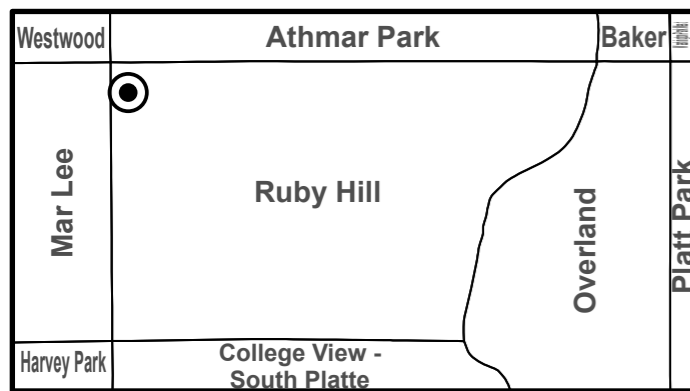 Westwood
Athmar Park
Baker
Mar Lee
Ruby Hill
Overland
Platt Park
Harvey Park
College View -
South Platte